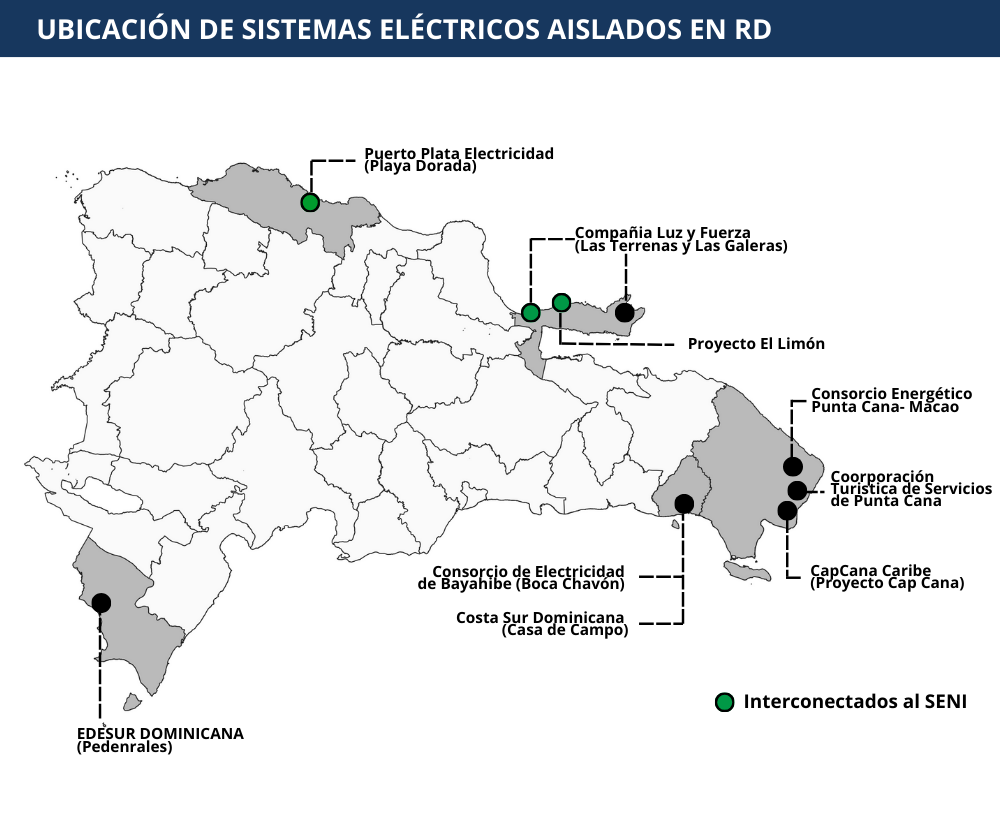 UBICACIÓN DE SISTEMAS ELÉCTRICOS AISLADOS EN RD
Puerto Plata Electricidad
(Playa Dorada)
Compañia Luz y Fuerza
(Las Terrenas y Las Galeras)
Proyecto El Limón
Consorcio Energético
Punta Cana- Macao
Coorporación
Turistica de Servicios
de Punta Cana
CapCana Caribe
(Proyecto Cap Cana)
Consorcio de Electricidad
de Bayahibe (Boca Chavón)
Costa Sur Dominicana
(Casa de Campo)
Interconectados al SENI
EDESUR DOMINICANA
(Pedenrales)